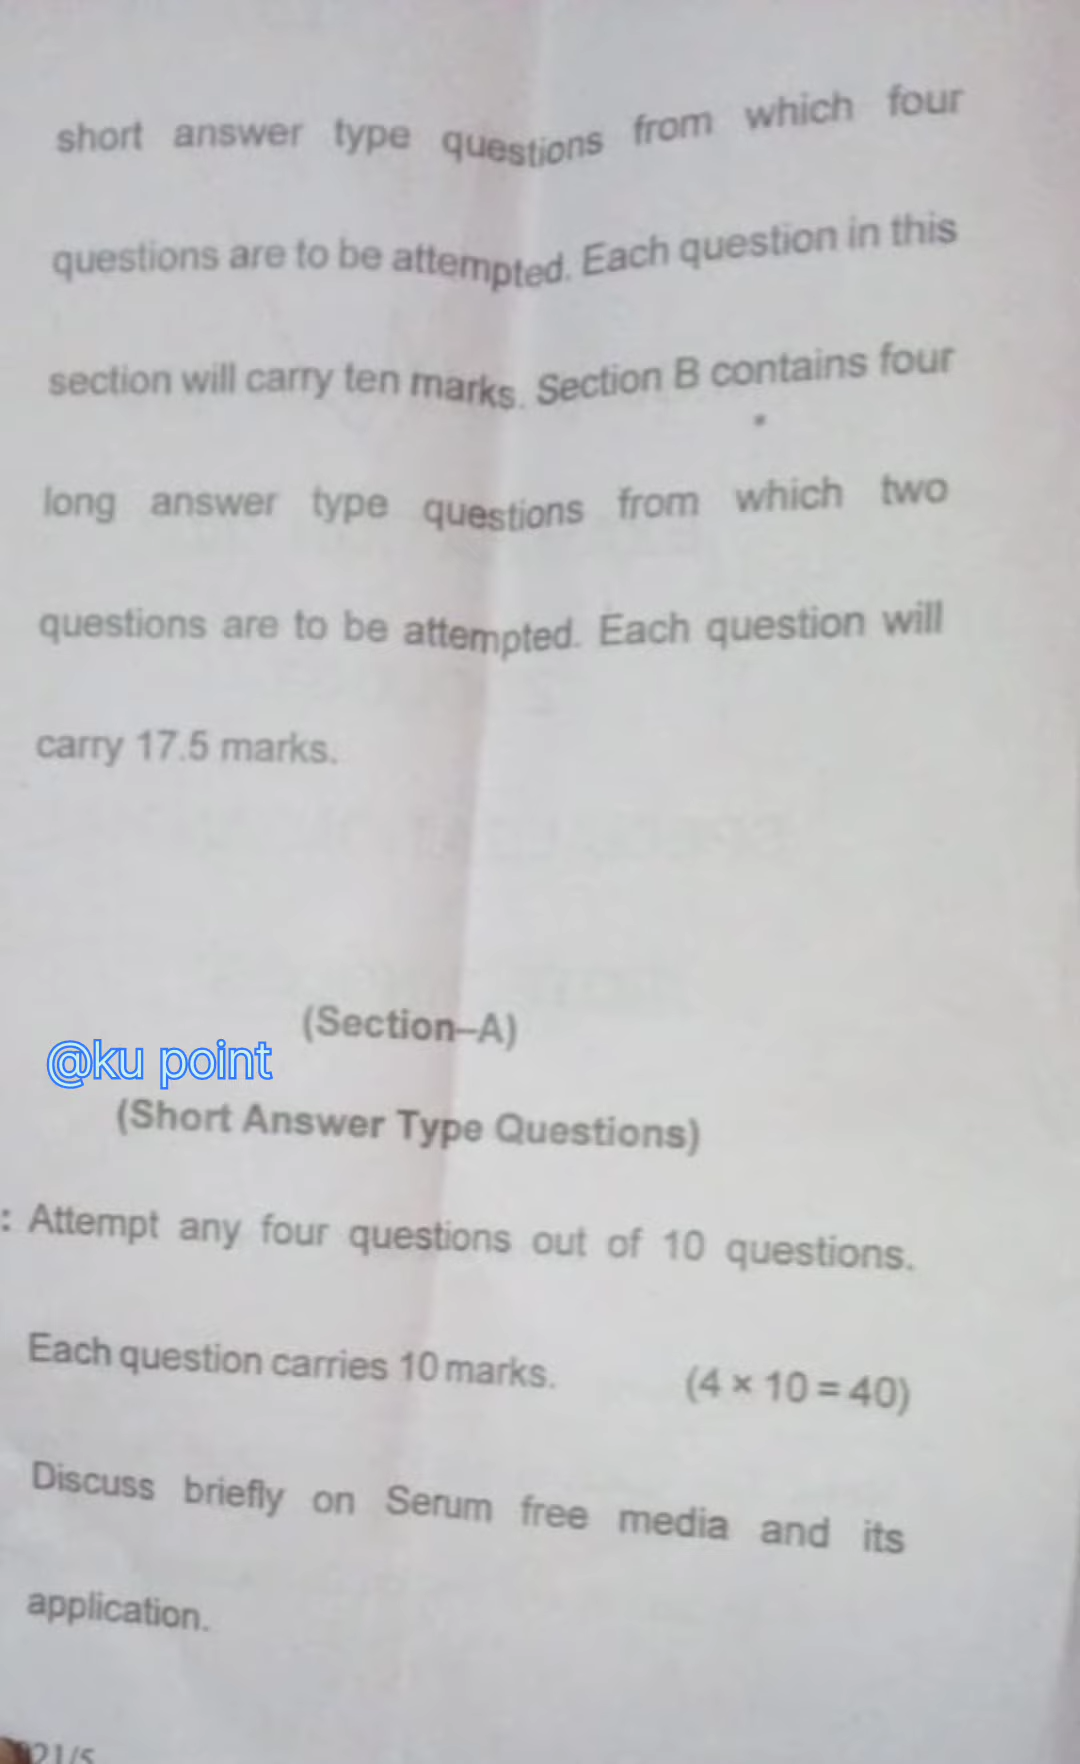 short answer type questions from which four
questions are to be attempted. Each question in this
section will carry ten marks. Section B contains four
long answer type questions from which two
questions are to be attempted. Each question will
carry 17.5 marks.
(Section–A)
@ku point
(Short Answer Type Questions)
: Attempt any four questions out of 10 questions.
Each question carries 10 marks. (4 × 10 = 40)
Discuss briefly on Serum free media and its
application.
21/5